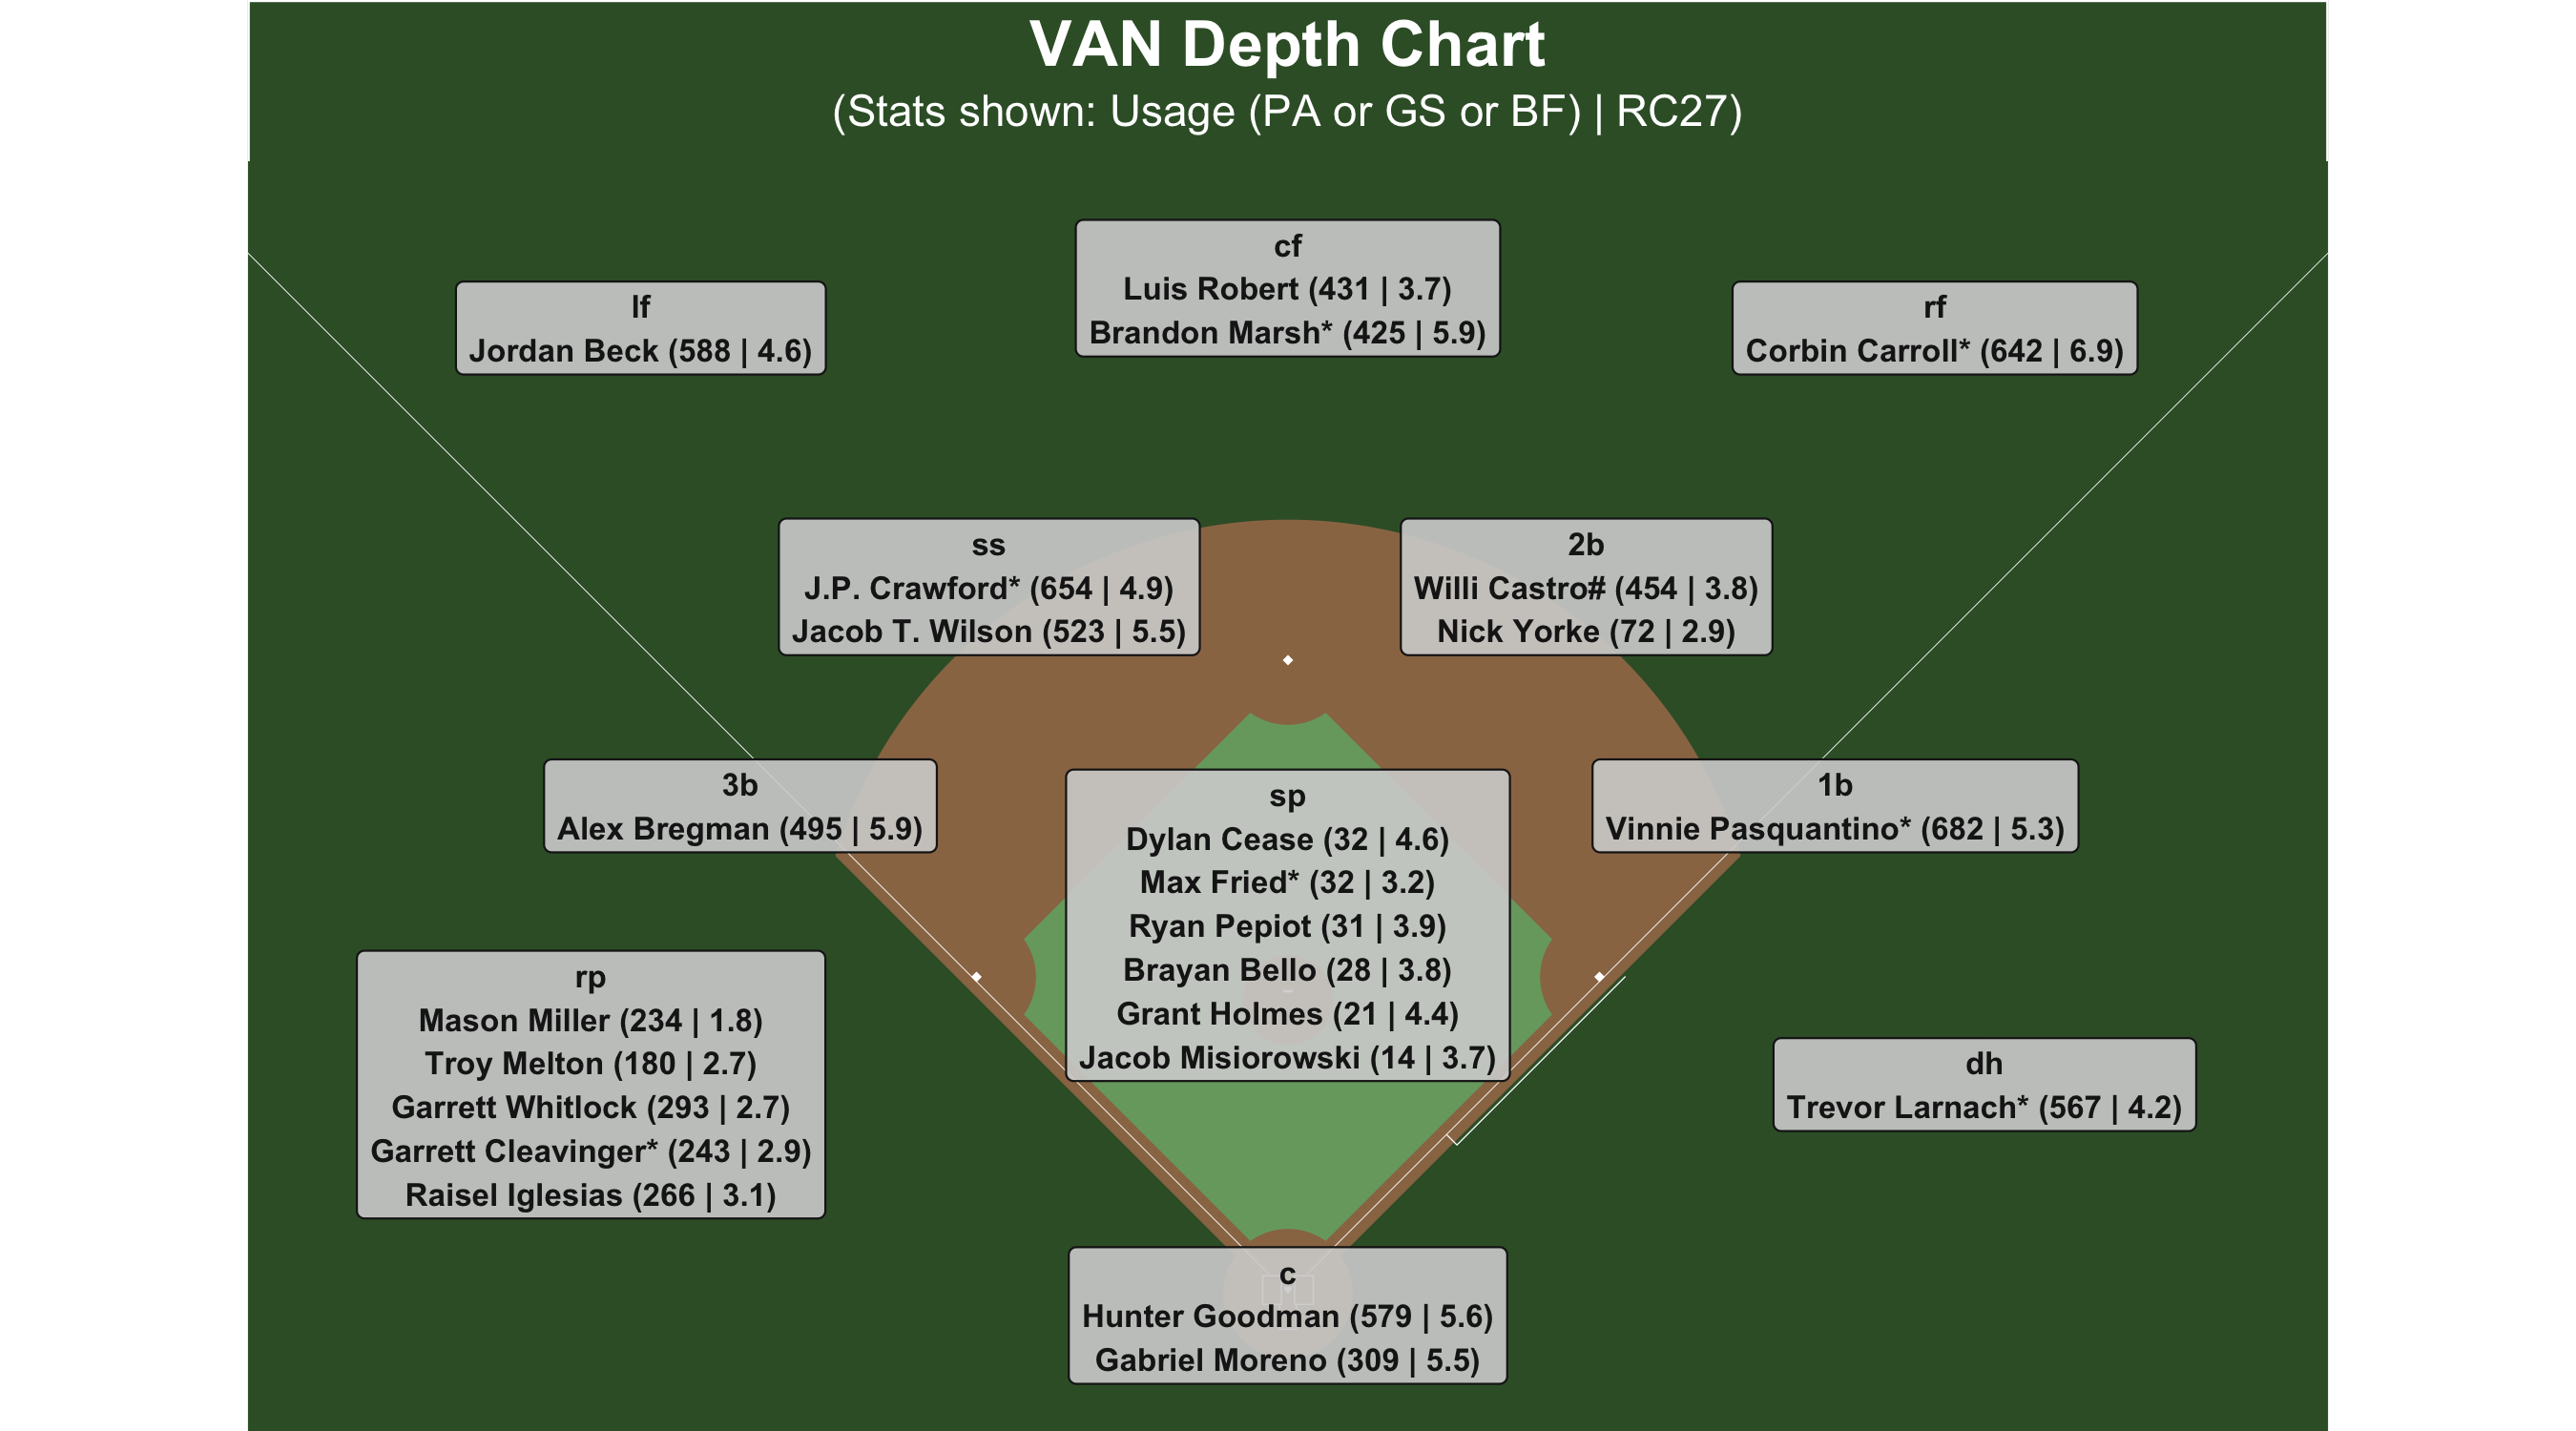 VAN Depth Chart
(Stats shown: Usage (PA or GS or BF) | RC27)
cf
Luis Robert (431 | 3.7)
Brandon Marsh* (425 | 5.9)
lf
Jordan Beck (588 | 4.6)
rf
Corbin Carroll* (642 | 6.9)
ss
J.P. Crawford* (654 | 4.9)
Jacob T. Wilson (523 | 5.5)
2b
Willi Castro# (454 | 3.8)
Nick Yorke (72 | 2.9)
3b
Alex Bregman (495 | 5.9)
sp
Dylan Cease (32 | 4.6)
Max Fried* (32 | 3.2)
Ryan Pepiot (31 | 3.9)
Brayan Bello (28 | 3.8)
Grant Holmes (21 | 4.4)
Jacob Misiorowski (14 | 3.7)
1b
Vinnie Pasquantino* (682 | 5.3)
rp
Mason Miller (234 | 1.8)
Troy Melton (180 | 2.7)
Garrett Whitlock (293 | 2.7)
Garrett Cleavinger* (243 | 2.9)
Raisel Iglesias (266 | 3.1)
dh
Trevor Larnach* (567 | 4.2)
c
Hunter Goodman (579 | 5.6)
Gabriel Moreno (309 | 5.5)